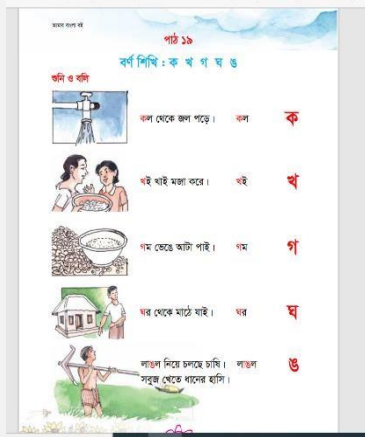 আমার বাংলা বই
পাঠ ১৯
বর্ণ শিখি : ক খ গ ঘ ঙ
শুনি ও বলি
কল থেকে জল পড়ে। কল ক
খই খাই মজা করে। খই খ
গম ভেঙে আটা পাই। গম গ
ঘর থেকে মাঠে যাই। ঘর ঘ
লাঙল নিয়ে চলছে চাষি। লাঙল ঙ
সবুজ খেতে ধানের হাসি।